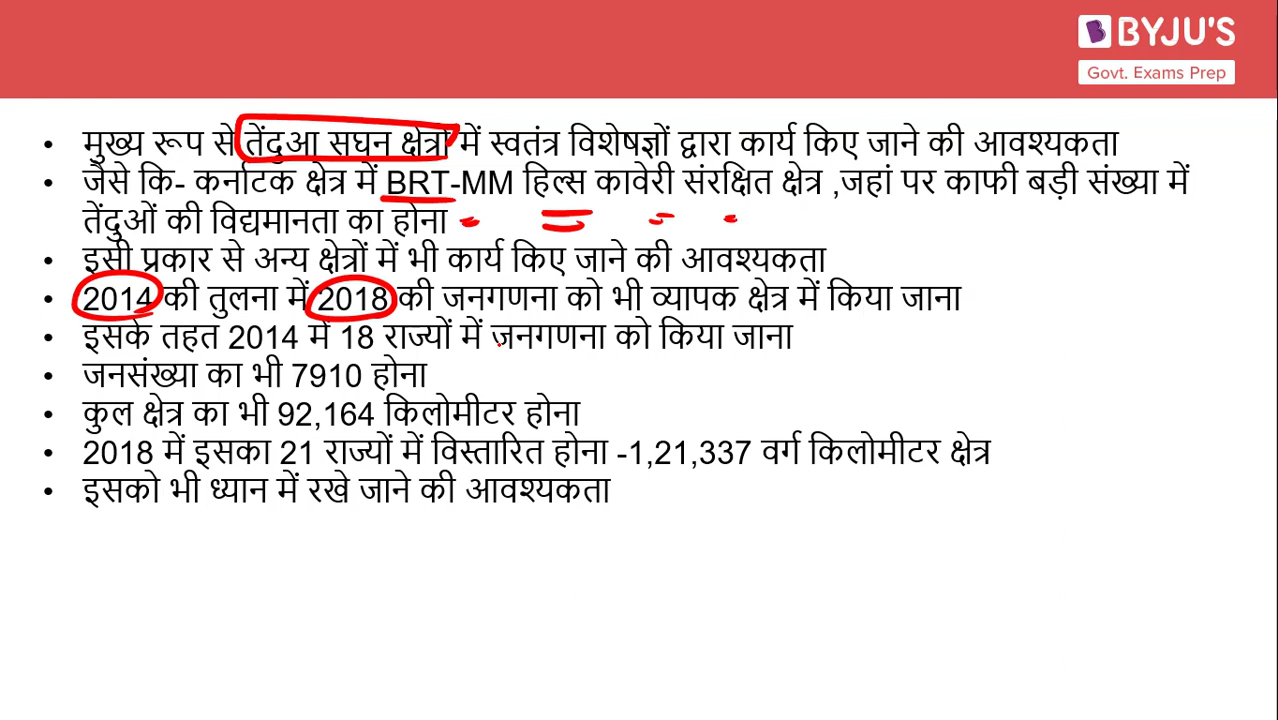 BYJU'S
Govt. Exams Prep
• मुख्य रूप से तेंदुआ सघन क्षेत्रों में स्वतंत्र विशेषज्ञों द्वारा कार्य किए जाने की आवश्यकता
• जैसे कि- कर्नाटक क्षेत्र में BRT-MM हिल्स कावेरी संरक्षित क्षेत्र ,जहां पर काफी बड़ी संख्या में
तेंदुओं की विद्यमानता का होना
• इसी प्रकार से अन्य क्षेत्रों में भी कार्य किए जाने की आवश्यकता
• 2014 की तुलना में 2018 की जनगणना को भी व्यापक क्षेत्र में किया जाना
• इसके तहत 2014 में 18 राज्यों में जनगणना को किया जाना
• जनसंख्या का भी 7910 होना
• कुल क्षेत्र का भी 92,164 किलोमीटर होना
• 2018 में इसका 21 राज्यों में विस्तारित होना -1,21,337 वर्ग किलोमीटर क्षेत्र
• इसको भी ध्यान में रखे जाने की आवश्यकता